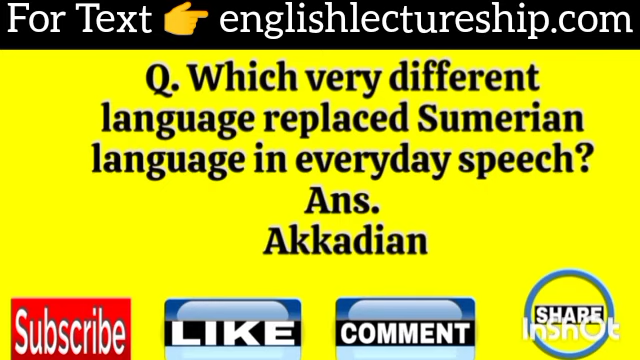 For Text 👉 englishlectureship.com
Q. Which very different
language replaced Sumerian
language in everyday speech?
Ans.
Akkadian
Subscribe
LIKE
COMMENT
SHARE
InShOt